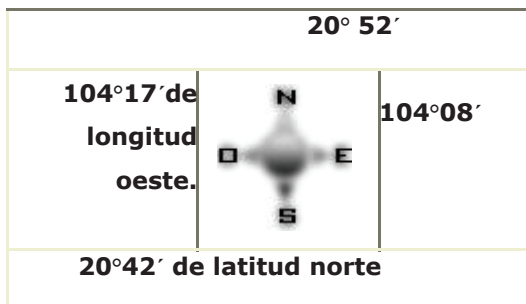 20° 52′
104°17′de
longitud
oeste.
N
O E
S
104°08′
20°42′ de latitud norte